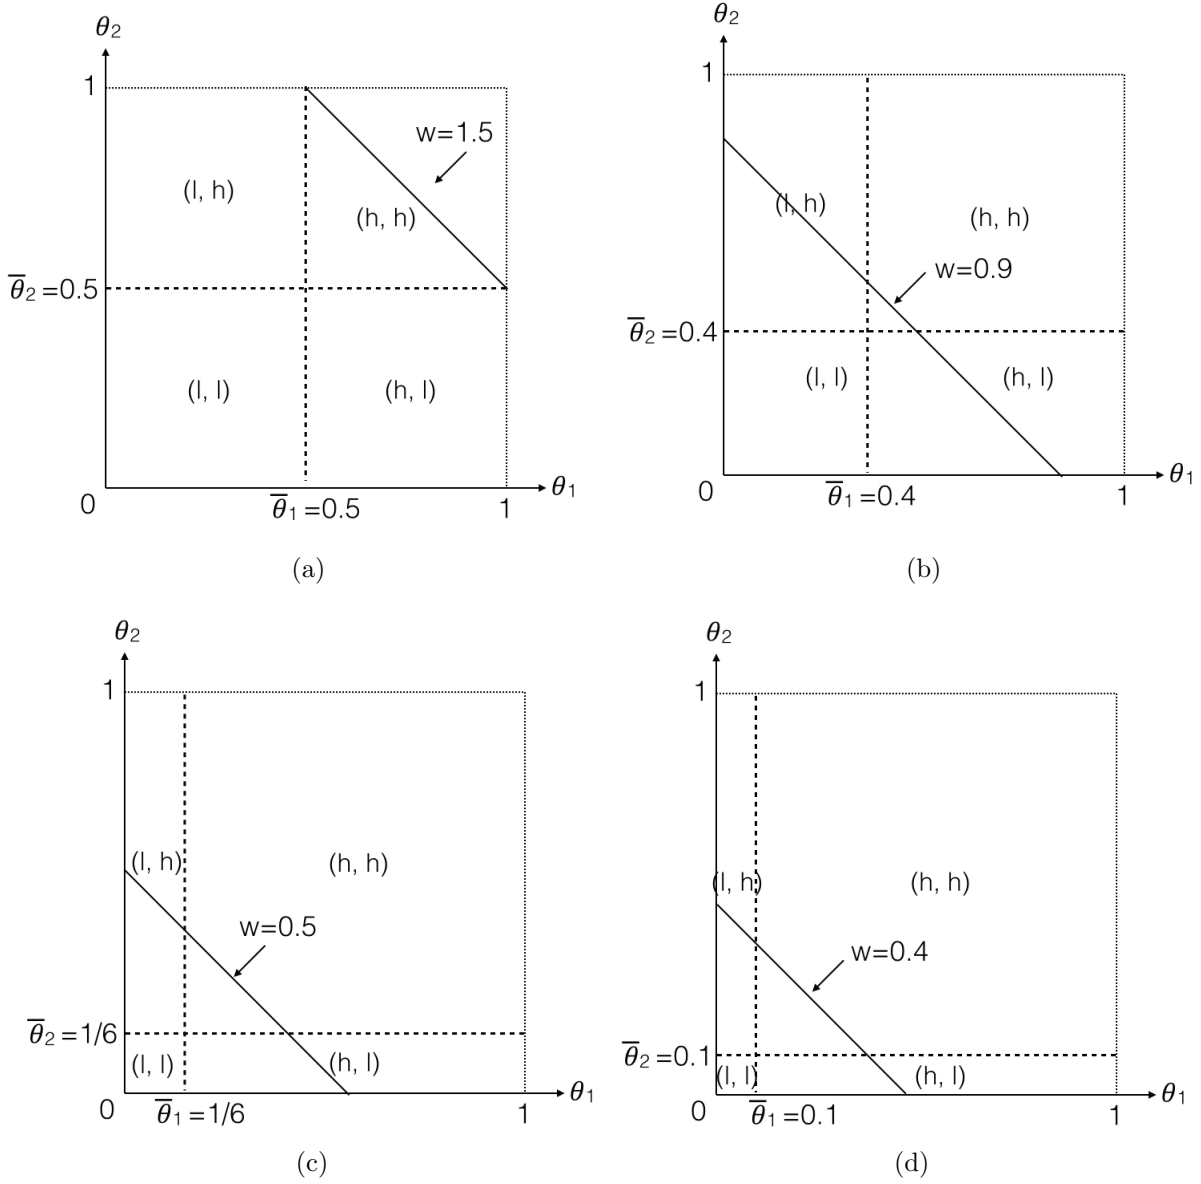 θ2
1
w=1.5
(l, h)
(h, h)
θ̅2 =0.5
(l, l)
(h, l)
0
θ̅1 =0.5
1
θ1
(a)
θ2
1
(l, h)
(h, h)
w=0.9
θ̅2 =0.4
(l, l)
(h, l)
0
θ̅1 =0.4
1
θ1
(b)
θ2
1
(l, h)
(h, h)
w=0.5
θ̅2 =1/6
(l, l)
(h, l)
0
θ̅1 =1/6
1
θ1
(c)
θ2
1
(l, h)
(h, h)
w=0.4
θ̅2 =0.1
(l, l)
(h, l)
0
θ̅1 =0.1
1
θ1
(d)